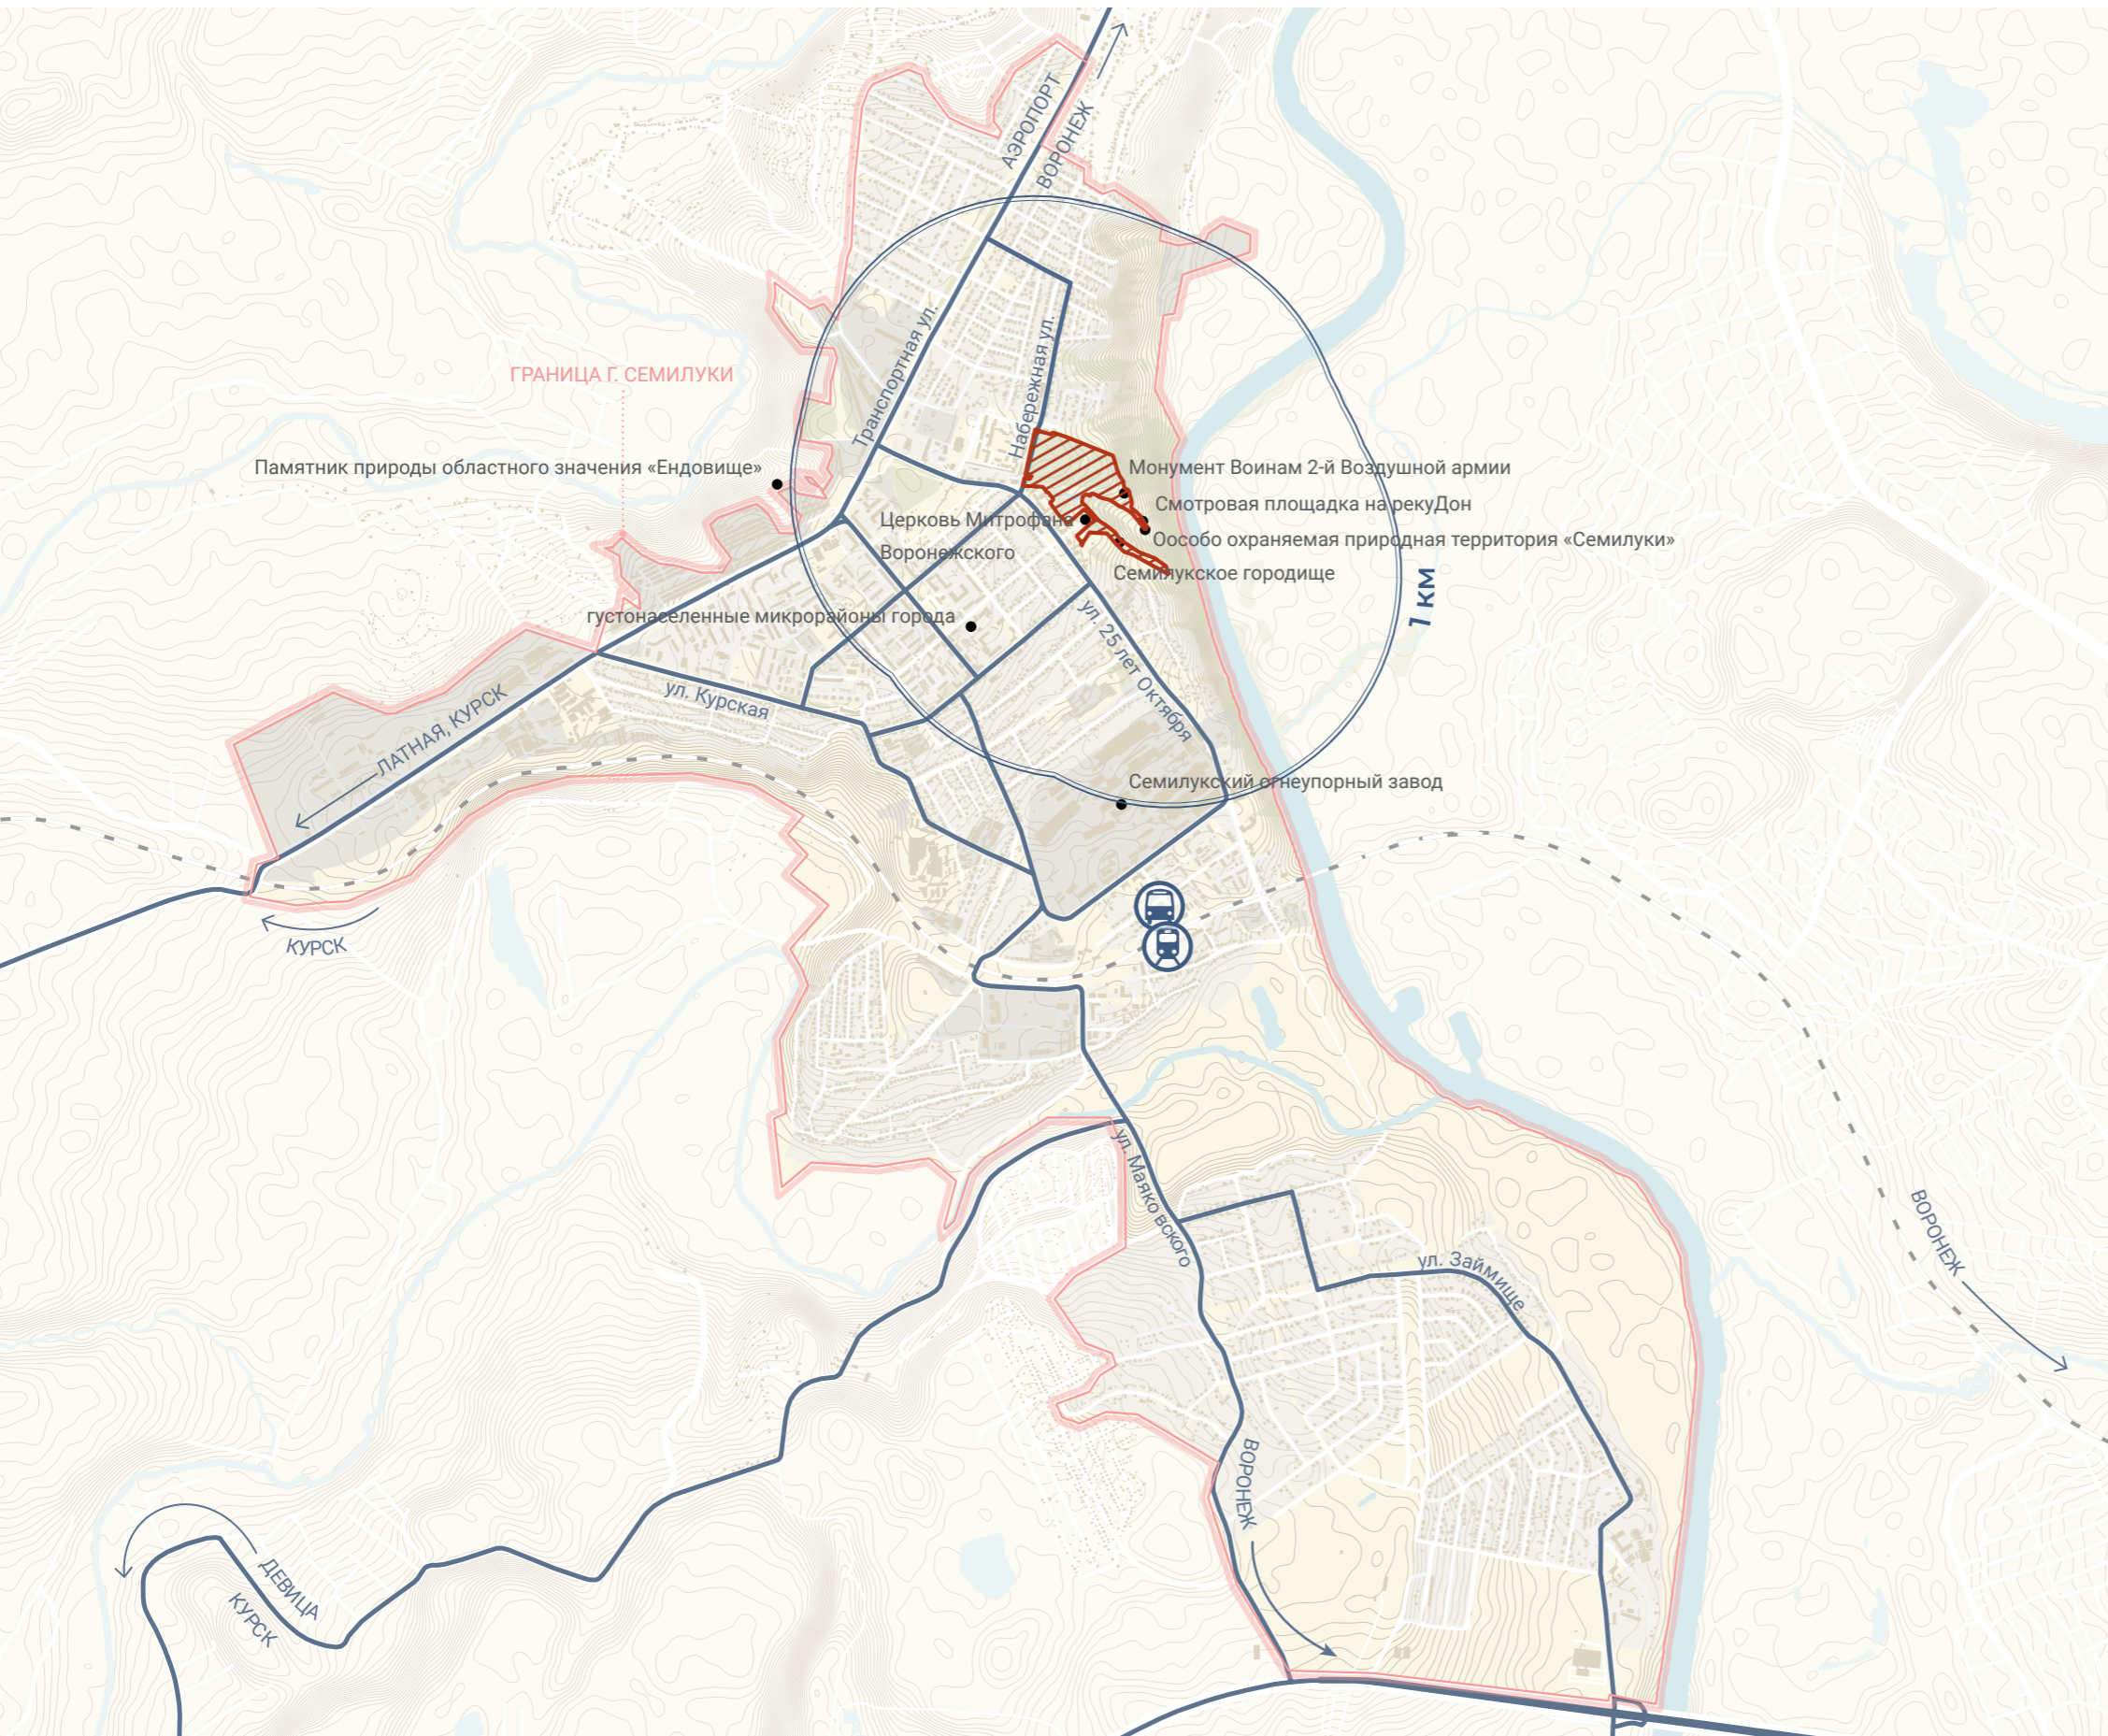 АЭРОПОРТ
ВОРОНЕЖ
Транспортная ул.
Набережная ул.
ГРАНИЦА Г. СЕМИЛУКИ
Памятник природы областного значения «Ендовище»
Монумент Воинам 2-й Воздушной армии
Смотровая площадка на рекуДон
Церковь Митрофана
Воронежского
Оособо охраняемая природная территория «Семилуки»
Семилукское городище
1 км
густонаселенные микрорайоны города
ул. 25 лет Октября
ул. Курская
ЛАТНАЯ, КУРСК
Семилукский огнеупорный завод
КУРСК
ул. Маяко вского
ВОРОНЕЖ
ул. Займище
ВОРОНЕЖ
ДЕВИЦА
КУРСК